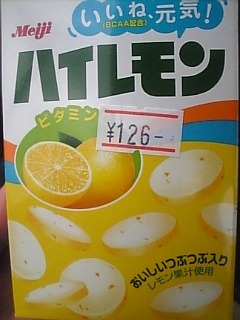 Meiji
いいね、元気!
(BCAA配合)
ハイレモン
ビタミン
¥126-
おいしいつぶつぶ入り
レモン果汁使用